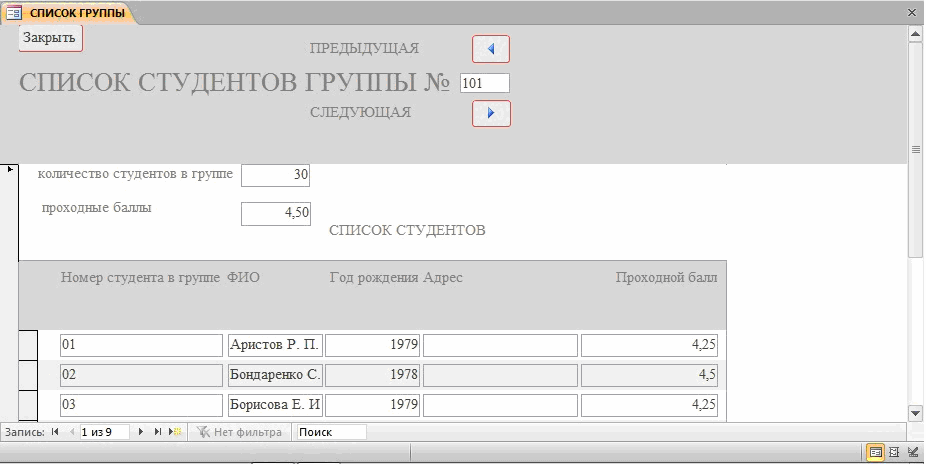 СПИСОК ГРУППЫ
Закрыть
ПРЕДЫДУЩАЯ
СПИСОК СТУДЕНТОВ ГРУППЫ № 101
СЛЕДУЮЩАЯ
количество студентов в группе 30
проходные баллы 4,50
СПИСОК СТУДЕНТОВ
Номер студента в группе ФИО Год рождения Адрес Проходной балл
01 Аристов Р. П. 1979 4,25
02 Бондаренко С. 1978 4,5
03 Борисова Е. И 1979 4,25
Запись: 1 из 9 Нет фильтра Поиск